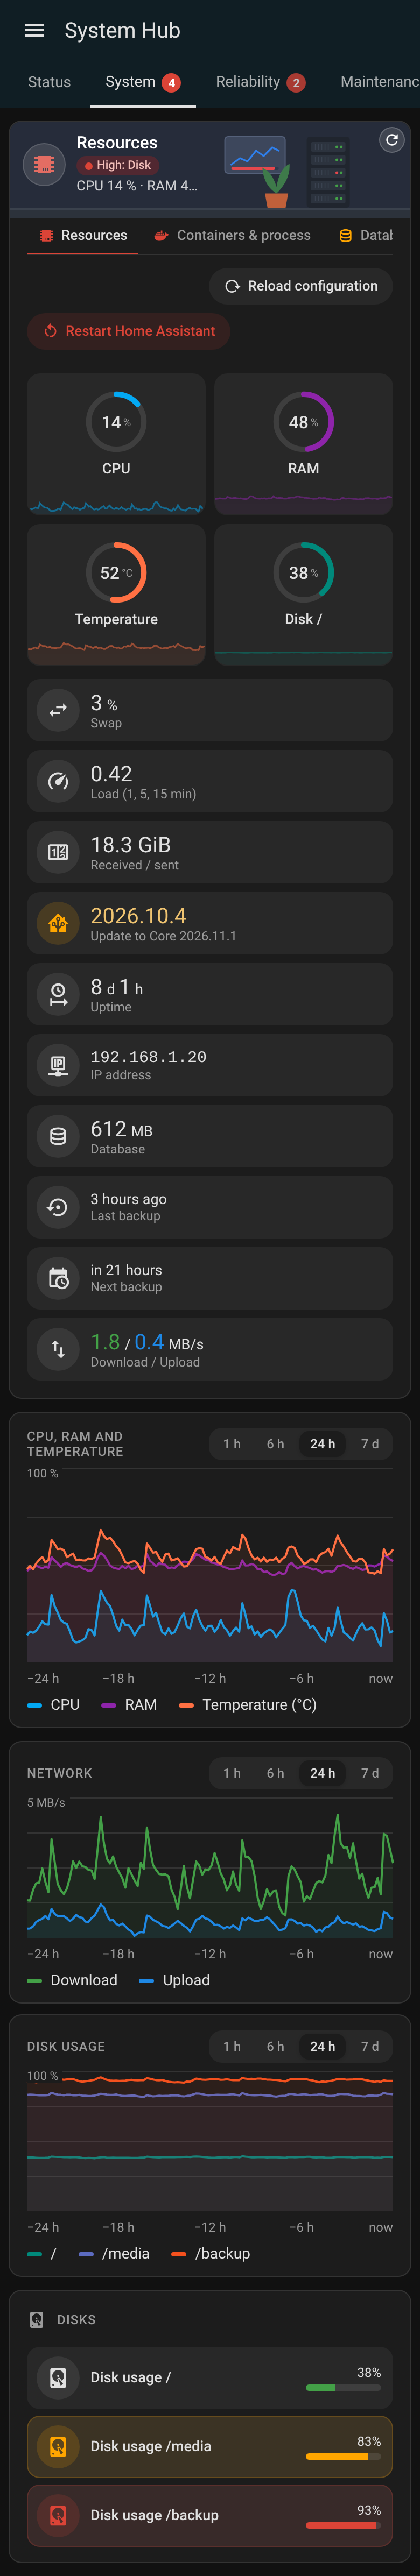 System Hub
Status
System 4
Reliability 2
Maintenanc
Resources
High: Disk
CPU 14 % · RAM 4…
Resources
Containers & process
Datab
Reload configuration
Restart Home Assistant
14 %
CPU
48 %
RAM
52 °C
Temperature
38 %
Disk /
3 %
Swap
0.42
Load (1, 5, 15 min)
18.3 GiB
Received / sent
2026.10.4
Update to Core 2026.11.1
8 d 1 h
Uptime
192.168.1.20
IP address
612 MB
Database
3 hours ago
Last backup
in 21 hours
Next backup
1.8 / 0.4 MB/s
Download / Upload
CPU, RAM AND
TEMPERATURE
1 h 6 h 24 h 7 d
100 %
−24 h −18 h −12 h −6 h now
CPU RAM Temperature (°C)
NETWORK
1 h 6 h 24 h 7 d
5 MB/s
−24 h −18 h −12 h −6 h now
Download Upload
DISK USAGE
1 h 6 h 24 h 7 d
100 %
−24 h −18 h −12 h −6 h now
/ /media /backup
DISKS
Disk usage /
38%
Disk usage /media
83%
Disk usage /backup
93%